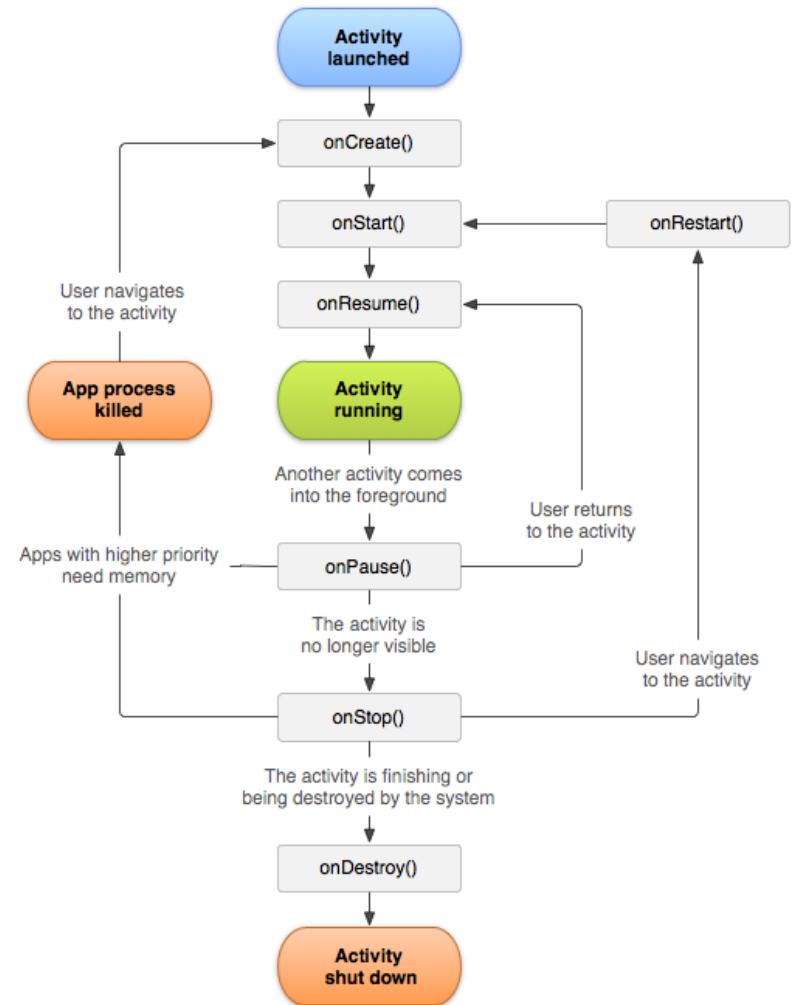 Activity
launched
onCreate()
onStart()
onRestart()
User navigates
to the activity
onResume()
App process
killed
Activity
running
Another activity comes
into the foreground
User returns
to the activity
Apps with higher priority
need memory
onPause()
The activity is
no longer visible
User navigates
to the activity
onStop()
The activity is finishing or
being destroyed by the system
onDestroy()
Activity
shut down